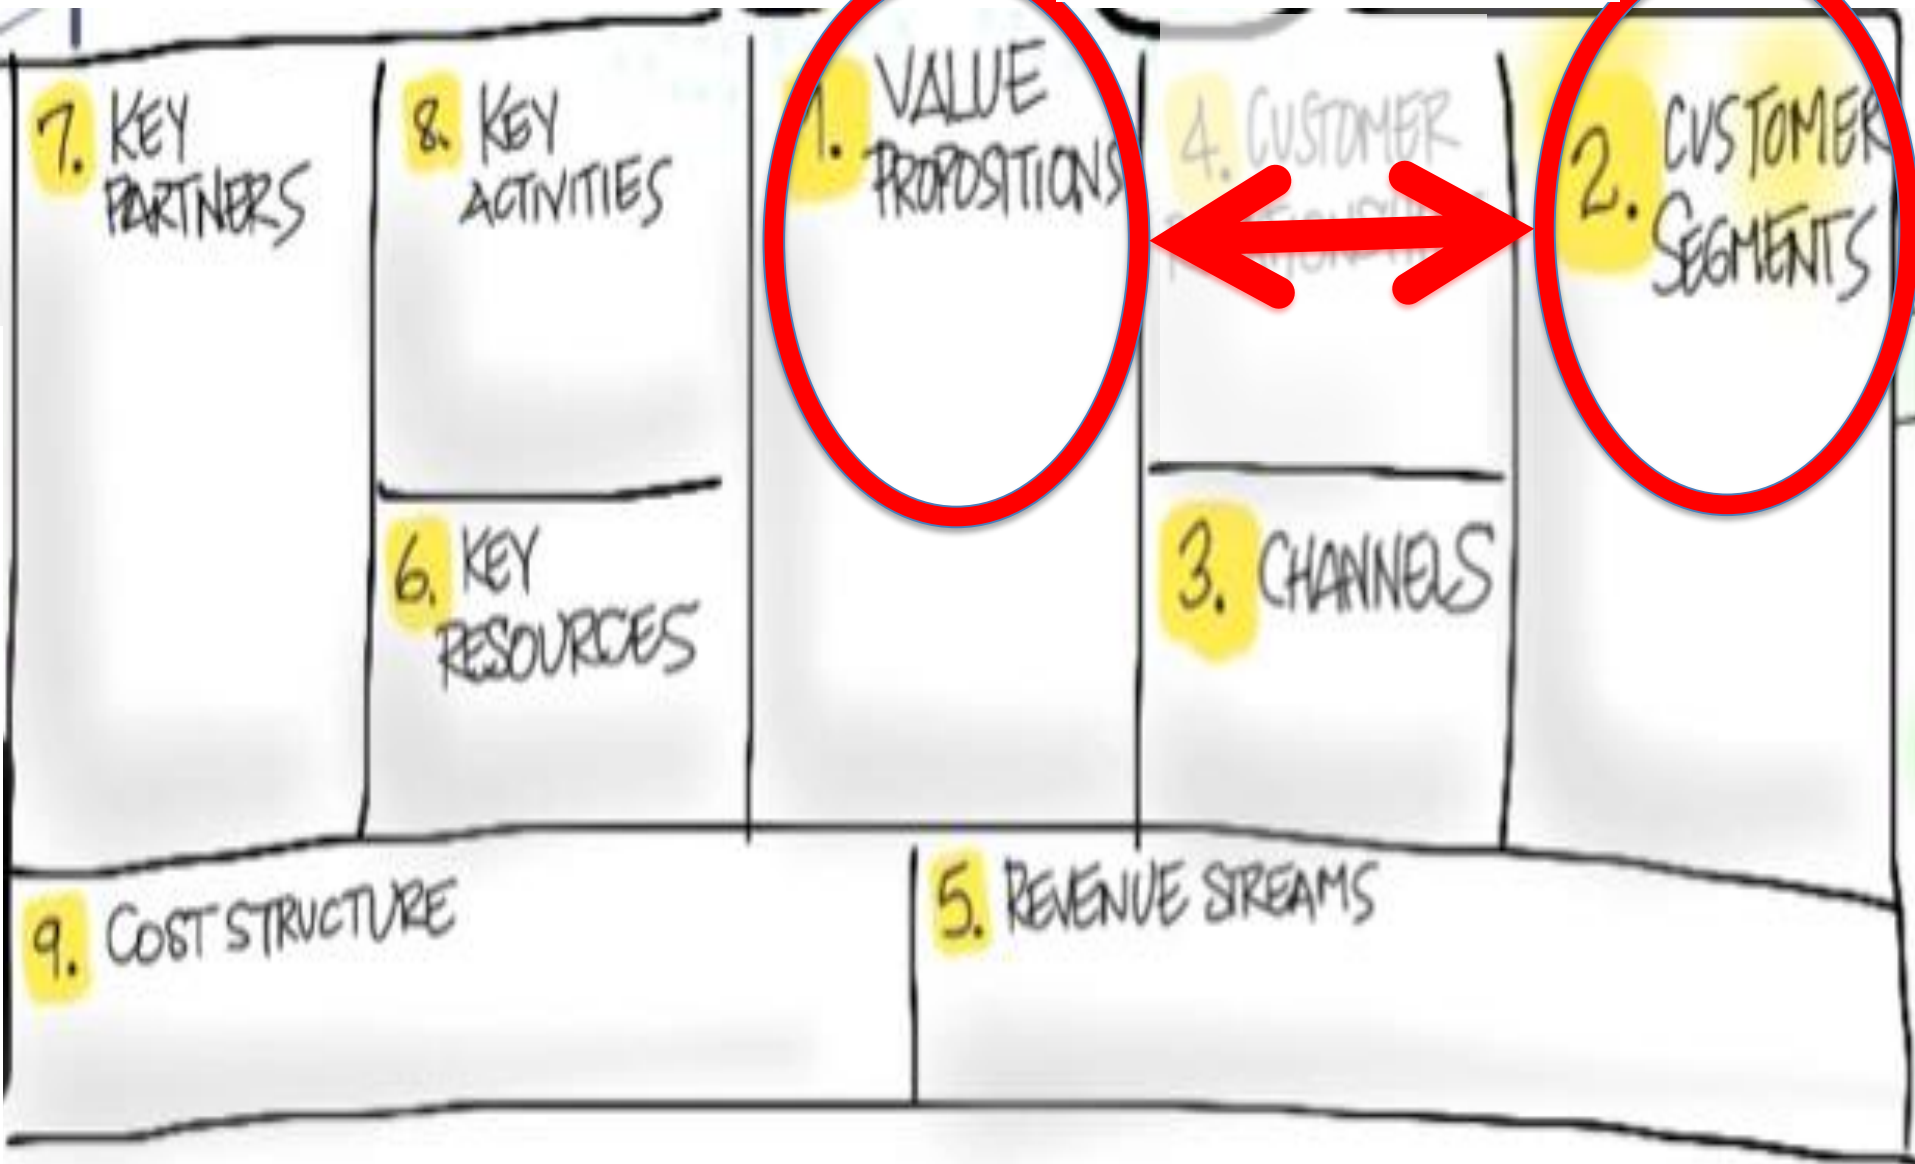 7. KEY
PARTNERS
8. KEY
ACTIVITIES
6. KEY
RESOURCES
1. VALUE
PROPOSITIONS
4. CUSTOMER
3. CHANNELS
2. CUSTOMER
SEGMENTS
9. COST STRUCTURE
5. REVENUE STREAMS